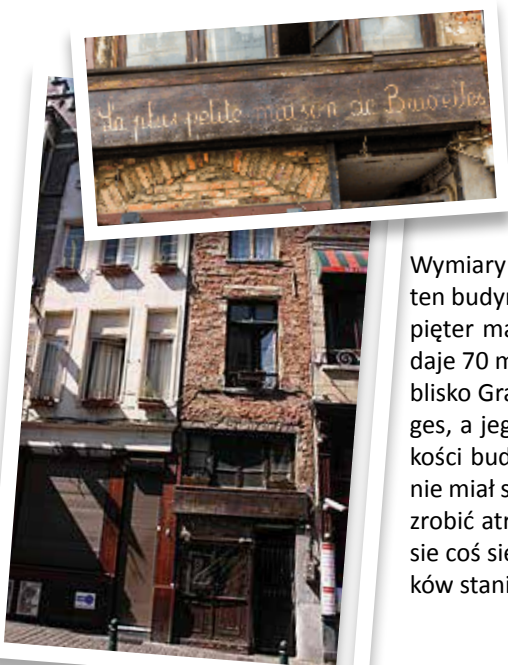 La plus petite maison de Bruxelles
Wymiary
ten budyn
pięter ma
daje 70 m
blisko Gra
ges, a jeg
kości bud
nie miał s
zrobić atr
sie coś się
ków stani